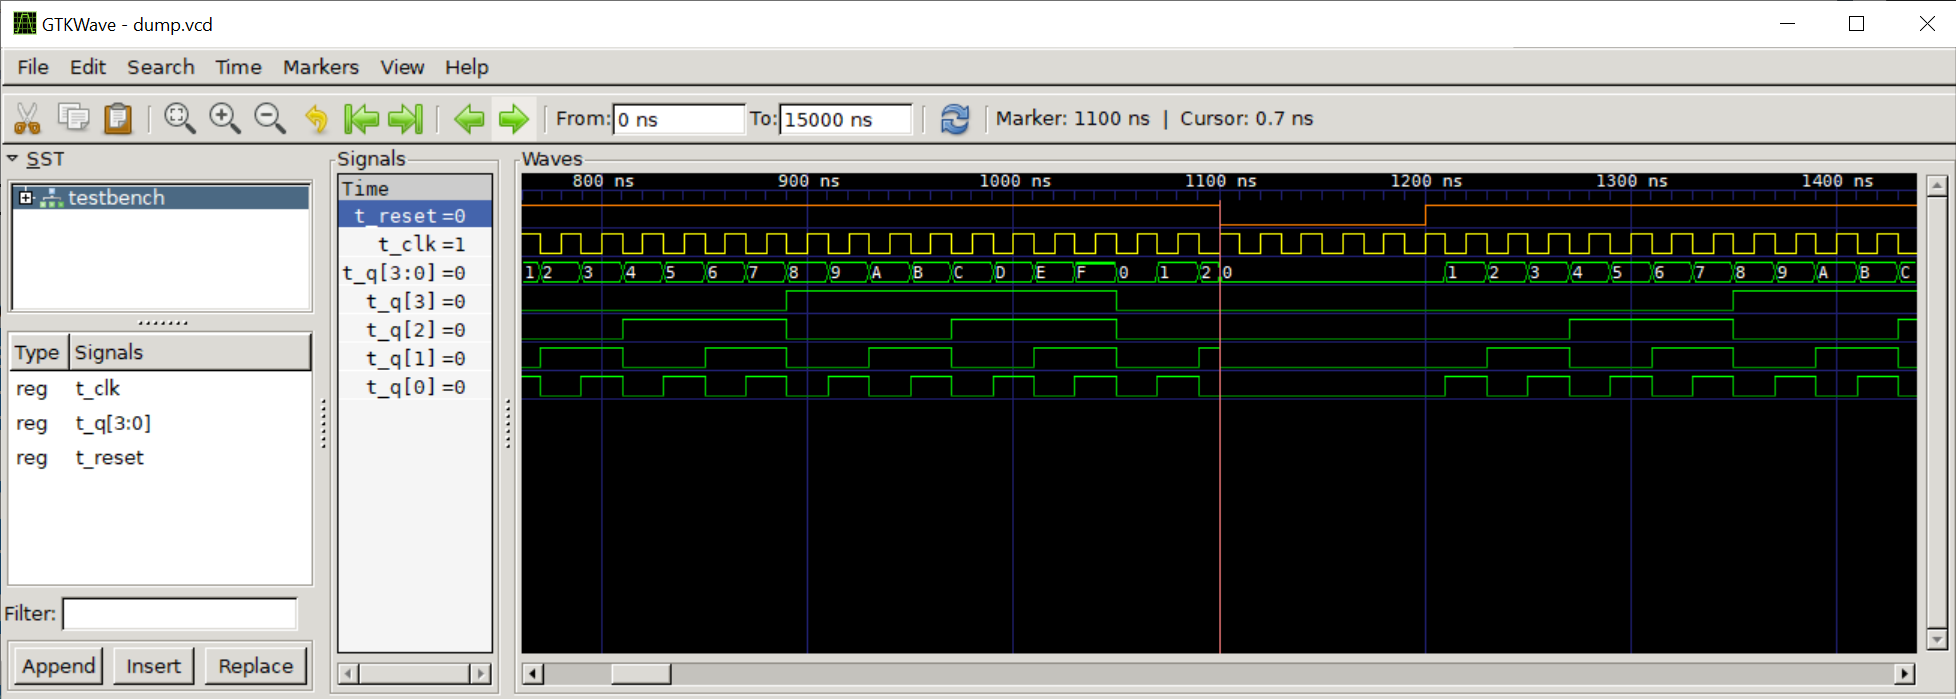 GTKWave - dump.vcd
File Edit Search Time Markers View Help
From: 0 ns To: 15000 ns Marker: 1100 ns | Cursor: 0.7 ns
SST
testbench
Type Signals
reg t_clk
reg t_q[3:0]
reg t_reset
Filter:
Append Insert Replace
Signals
Time
t_reset=0
t_clk=1
t_q[3:0]=0
t_q[3]=0
t_q[2]=0
t_q[1]=0
t_q[0]=0
Waves
800 ns 900 ns 1000 ns 1100 ns 1200 ns 1300 ns 1400 ns
1 2 3 4 5 6 7 8 9 A B C D E F 0 1 2 0 1 2 3 4 5 6 7 8 9 A B C